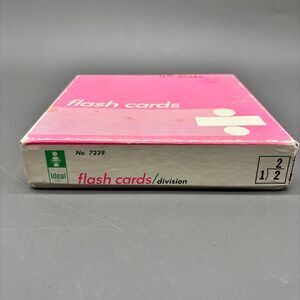 flash cards
No. 7239
Ideal
flash cards/division
2
1 2